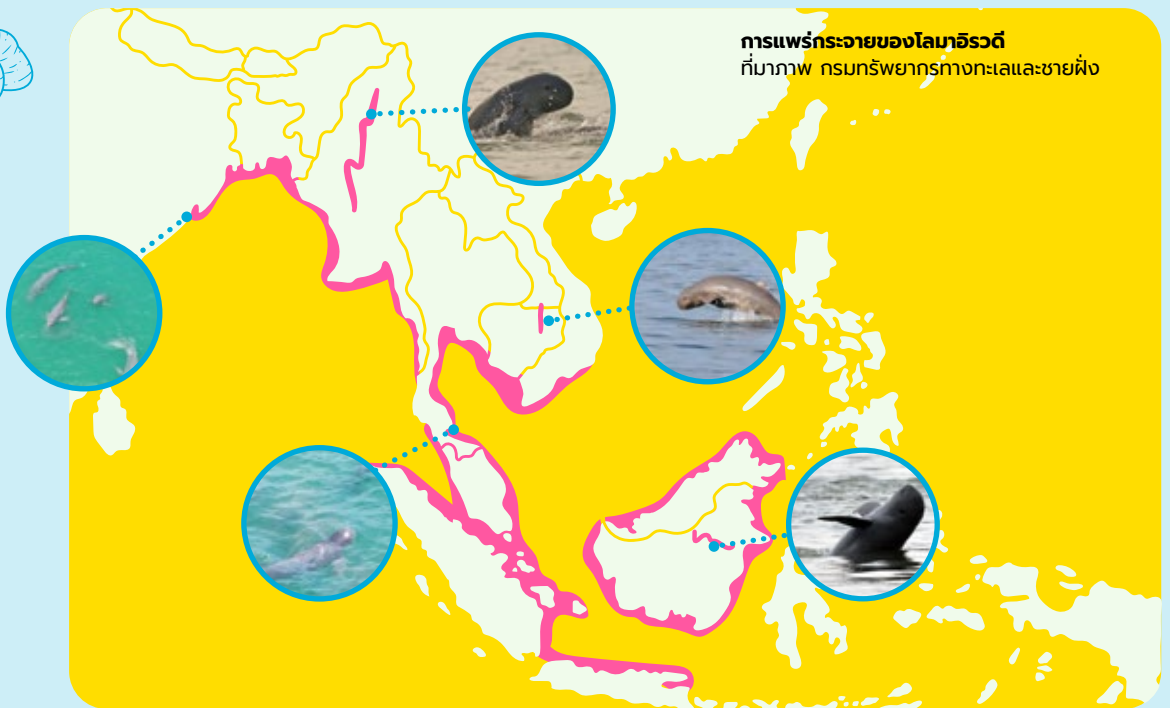 การแพร่กระจายของโลมาอิรวดี
ที่มาภาพ กรมทรัพยากรทางทะเลและชายฝั่ง